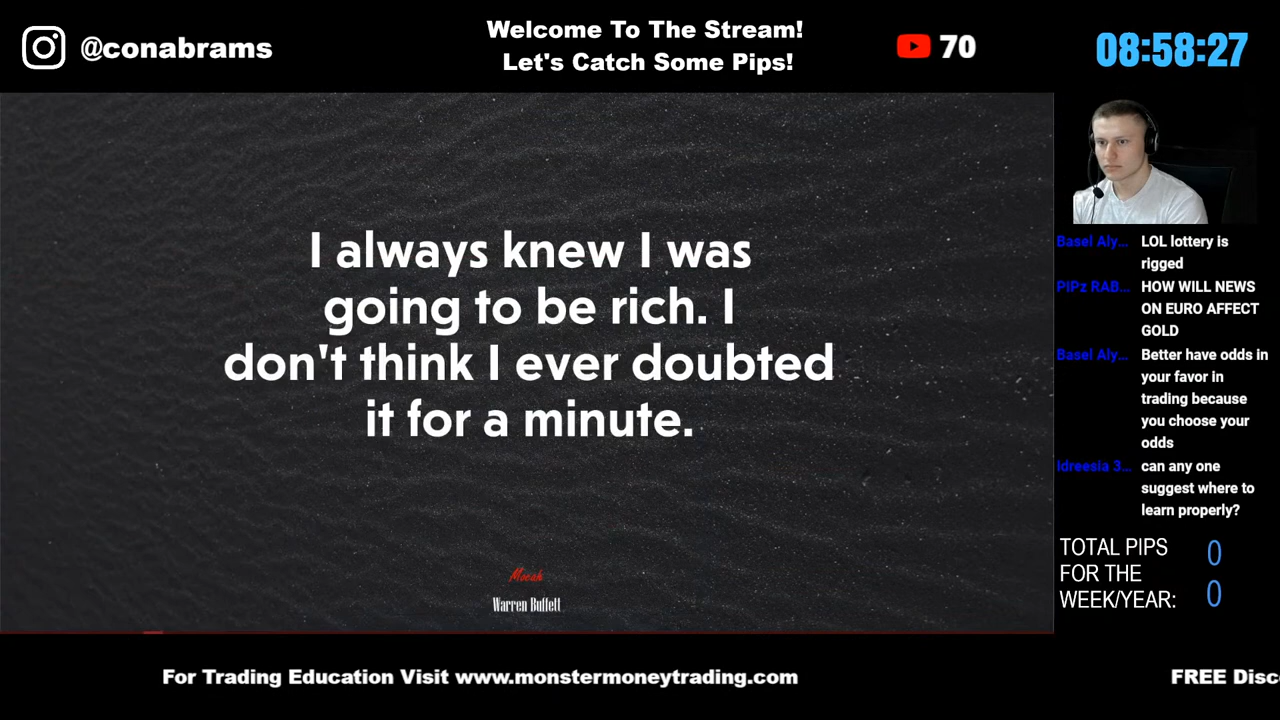 @conabrams
Welcome To The Stream!
Let's Catch Some Pips!
70
08:58:27
I always knew I was
going to be rich. I
don't think I ever doubted
it for a minute.
Warren Buffett
Basel Aly... LOL lottery is
rigged
PIPz RAB... HOW WILL NEWS
ON EURO AFFECT
GOLD
Basel Aly... Better have odds in
your favor in
trading because
you choose your
odds
Idreesia 3... can any one
suggest where to
learn properly?
TOTAL PIPS 0
FOR THE
WEEK/YEAR: 0
For Trading Education Visit www.monstermoneytrading.com
FREE Disc